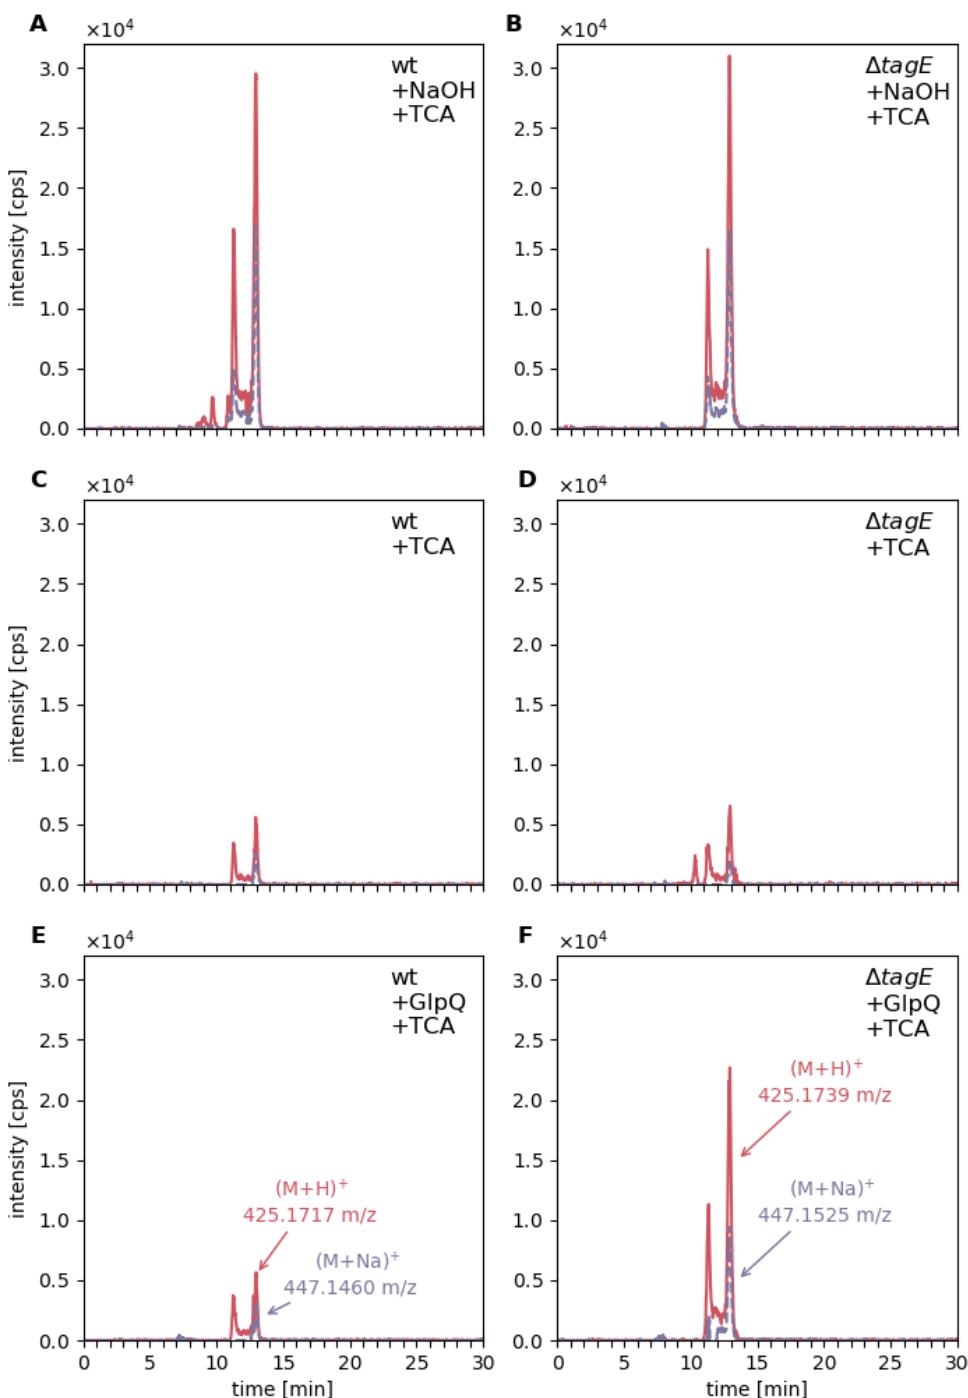 A
×10⁴
wt
+NaOH
+TCA
3.0
2.5
2.0
1.5
1.0
0.5
0.0
intensity [cps]
B
×10⁴
ΔtagE
+NaOH
+TCA
3.0
2.5
2.0
1.5
1.0
0.5
0.0
C
×10⁴
wt
+TCA
3.0
2.5
2.0
1.5
1.0
0.5
0.0
intensity [cps]
D
×10⁴
ΔtagE
+TCA
3.0
2.5
2.0
1.5
1.0
0.5
0.0
E
×10⁴
wt
+GlpQ
+TCA
3.0
2.5
2.0
1.5
1.0
0.5
0.0
intensity [cps]
(M+H)⁺
425.1717 m/z
(M+Na)⁺
447.1460 m/z
0 5 10 15 20 25 30
time [min]
F
×10⁴
ΔtagE
+GlpQ
+TCA
3.0
2.5
2.0
1.5
1.0
0.5
0.0
(M+H)⁺
425.1739 m/z
(M+Na)⁺
447.1525 m/z
0 5 10 15 20 25 30
time [min]